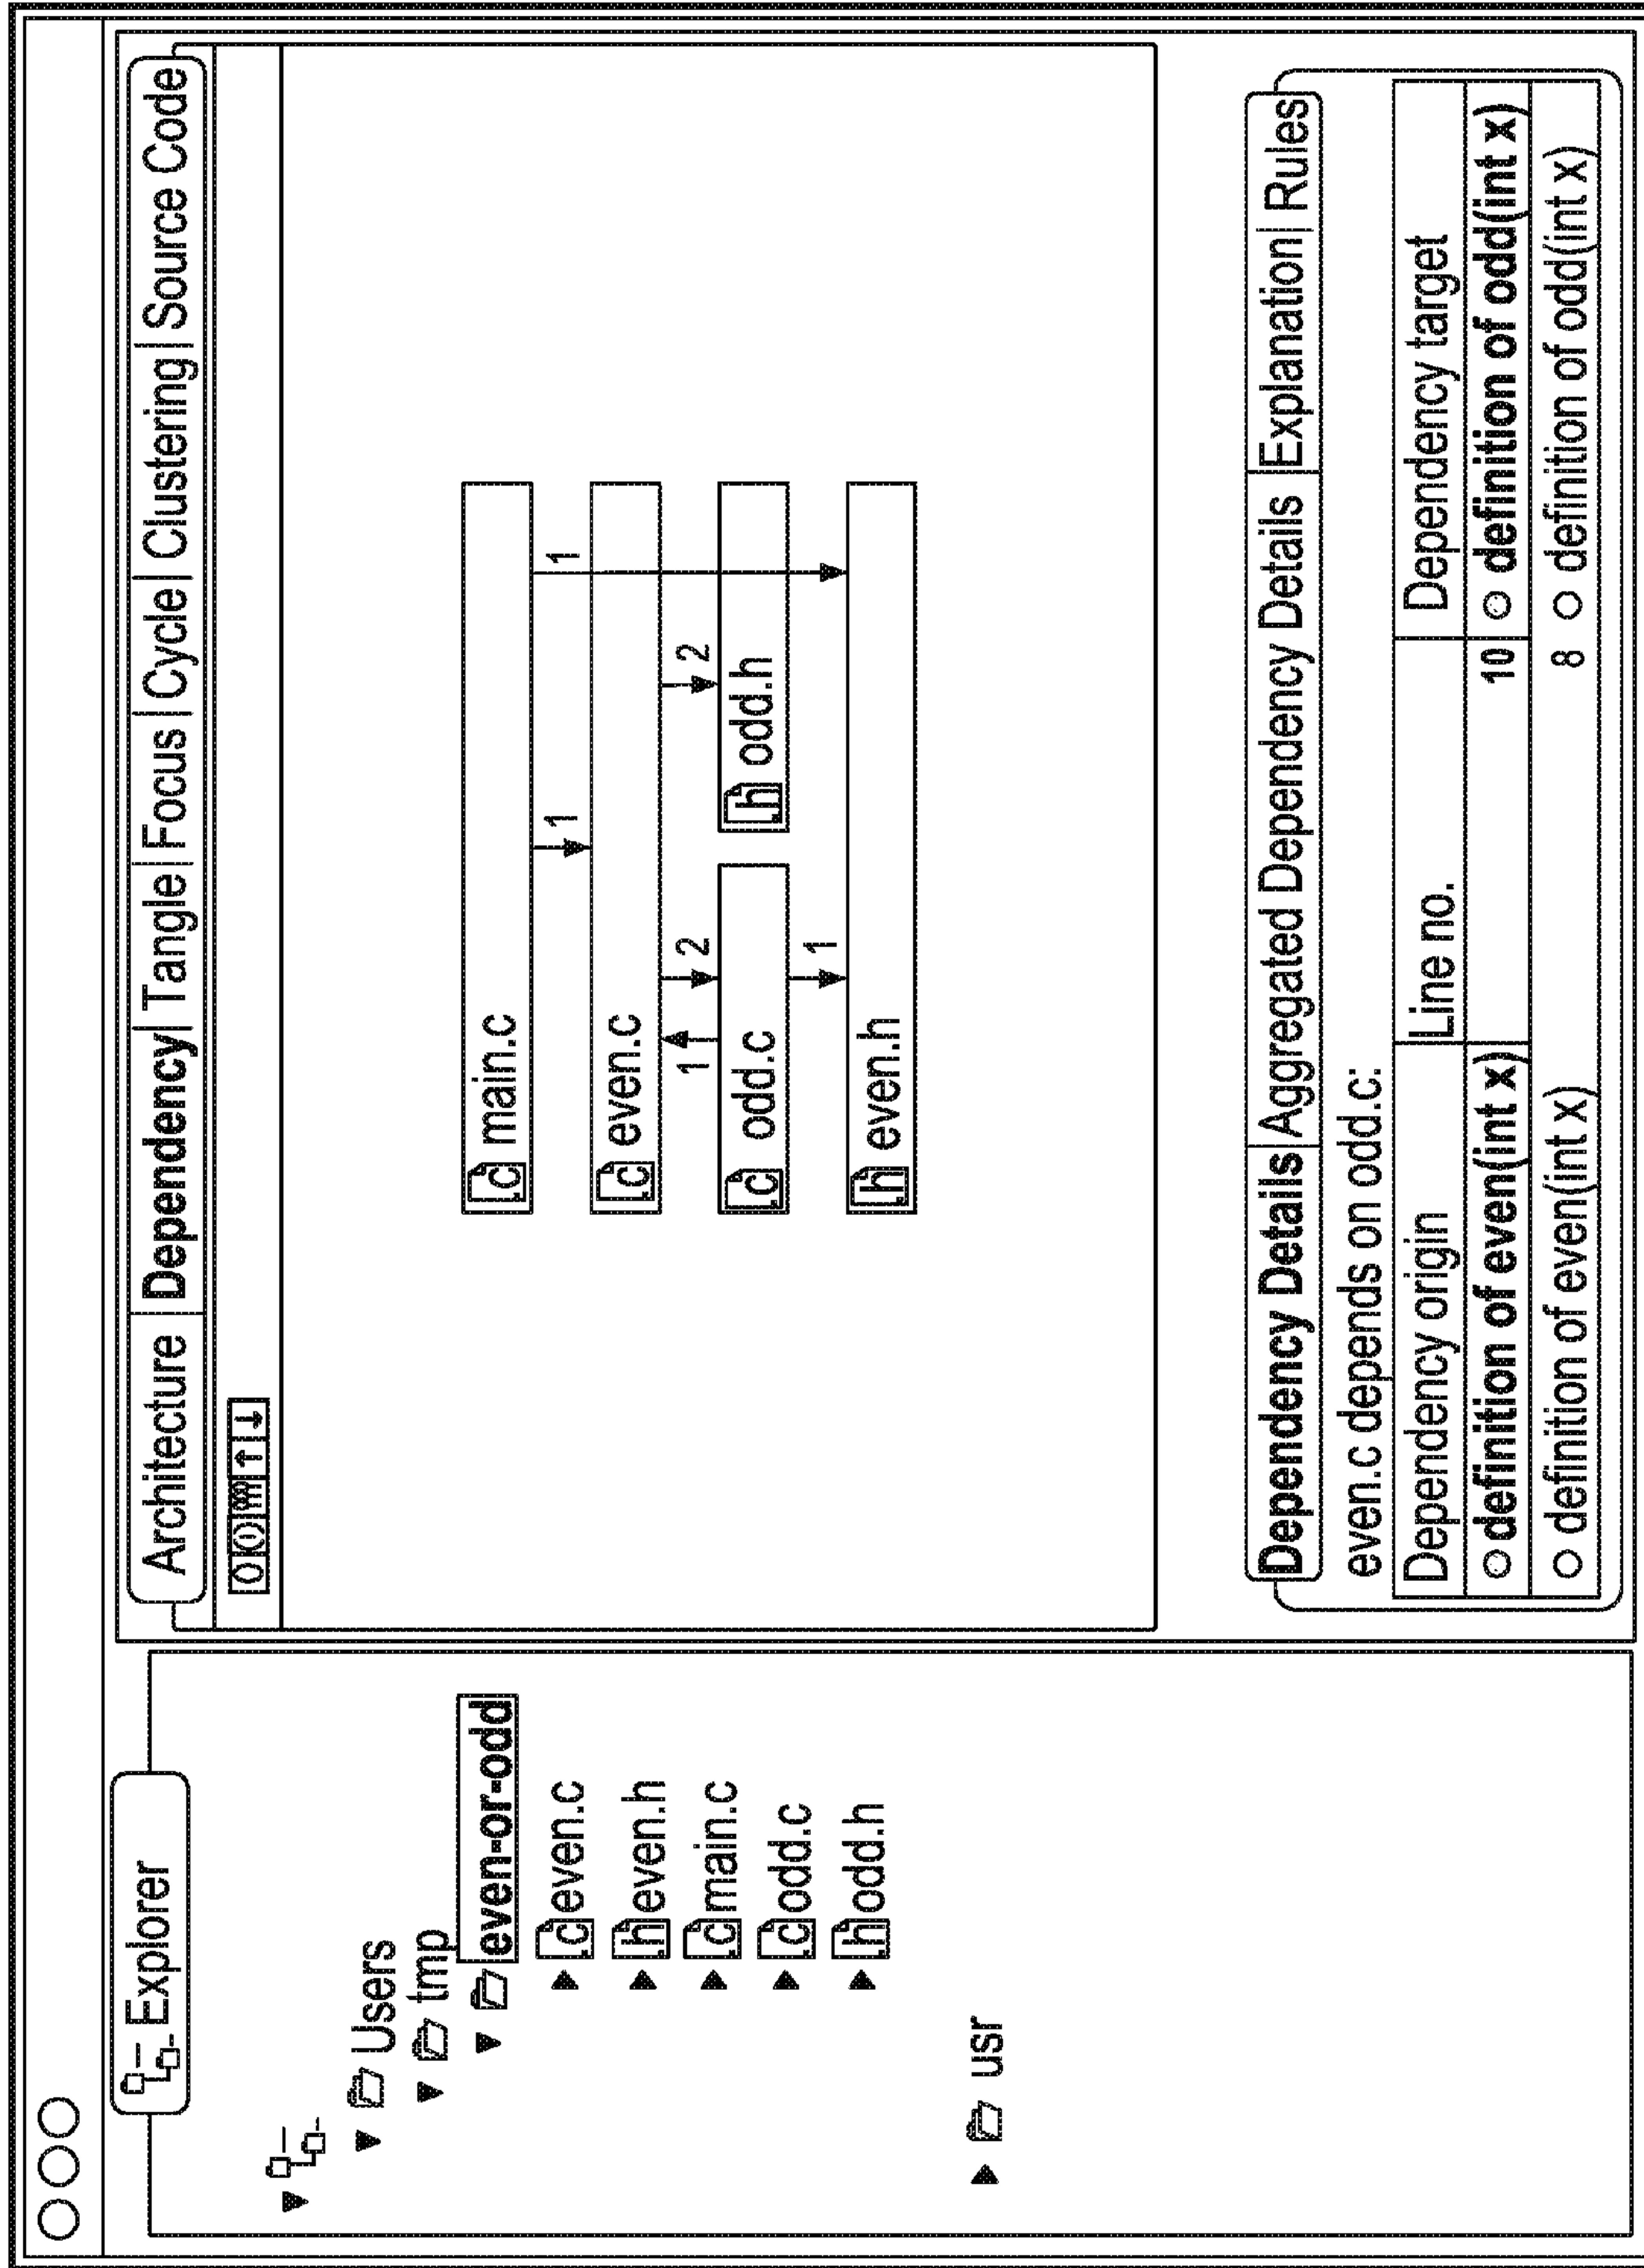 Explorer
Users
tmp
even-or-odd
.c even.c
.h even.h
.c main.c
.c odd.c
.h odd.h
usr
Architecture | Dependency | Tangle | Focus | Cycle | Clustering | Source Code
.c main.c
1
1
.c even.c
1
2
2
.c odd.c
.h odd.h
1
.h even.h
Dependency Details | Aggregated Dependency Details | Explanation | Rules
even.c depends on odd.c:
Dependency origin Line no. Dependency target
definition of even(int x) 10 definition of odd(int x)
definition of even(int x) 8 definition of odd(int x)